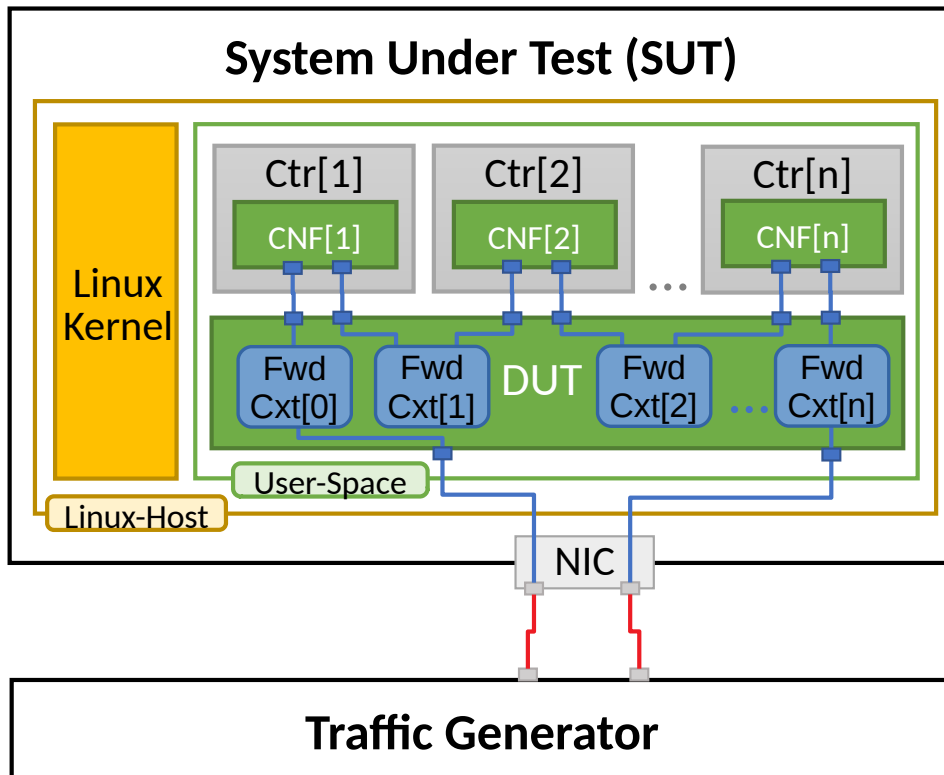 System Under Test (SUT)
Linux
Kernel
Ctr[1]
CNF[1]
Ctr[2]
CNF[2]
...
Ctr[n]
CNF[n]
Fwd
Cxt[0]
Fwd
Cxt[1]
DUT
Fwd
Cxt[2]
...
Fwd
Cxt[n]
User-Space
Linux-Host
NIC
Traffic Generator